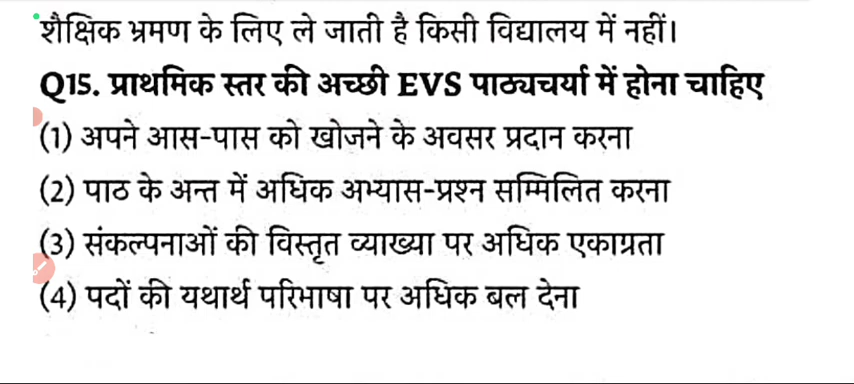 शैक्षिक भ्रमण के लिए ले जाती है किसी विद्यालय में नहीं।
Q15. प्राथमिक स्तर की अच्छी EVS पाठ्यचर्या में होना चाहिए
(1) अपने आस-पास को खोजने के अवसर प्रदान करना
(2) पाठ के अन्त में अधिक अभ्यास-प्रश्न सम्मिलित करना
(3) संकल्पनाओं की विस्तृत व्याख्या पर अधिक एकाग्रता
(4) पदों की यथार्थ परिभाषा पर अधिक बल देना